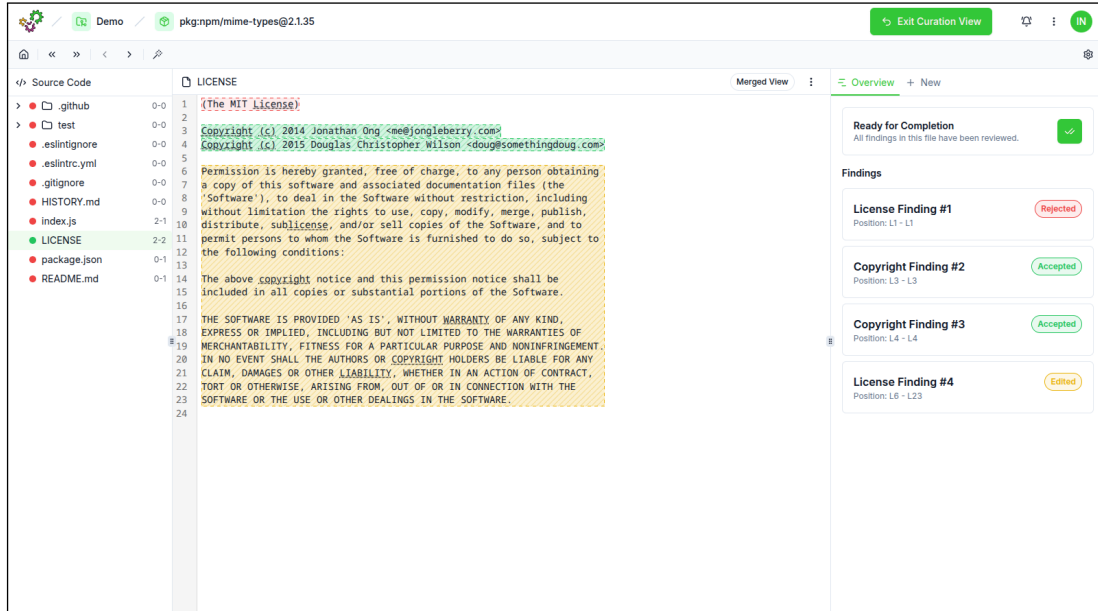 Demo
pkg:npm/mime-types@2.1.35
Exit Curation View
IN
Source Code
.github 0-0
test 0-0
.eslintignore 0-0
.eslintrc.yml 0-0
.gitignore 0-0
HISTORY.md 0-0
index.js 2-1
LICENSE 2-2
package.json 0-1
README.md 0-1
LICENSE
Merged View
1 (The MIT License)
2
3 Copyright (c) 2014 Jonathan Ong <me@jongleberry.com>
4 Copyright (c) 2015 Douglas Christopher Wilson <doug@somethingdoug.com>
5
6 Permission is hereby granted, free of charge, to any person obtaining
7 a copy of this software and associated documentation files (the
8 'Software'), to deal in the Software without restriction, including
9 without limitation the rights to use, copy, modify, merge, publish,
10 distribute, sublicense, and/or sell copies of the Software, and to
11 permit persons to whom the Software is furnished to do so, subject to
12 the following conditions:
13
14 The above copyright notice and this permission notice shall be
15 included in all copies or substantial portions of the Software.
16
17 THE SOFTWARE IS PROVIDED 'AS IS', WITHOUT WARRANTY OF ANY KIND,
18 EXPRESS OR IMPLIED, INCLUDING BUT NOT LIMITED TO THE WARRANTIES OF
19 MERCHANTABILITY, FITNESS FOR A PARTICULAR PURPOSE AND NONINFRINGEMENT.
20 IN NO EVENT SHALL THE AUTHORS OR COPYRIGHT HOLDERS BE LIABLE FOR ANY
21 CLAIM, DAMAGES OR OTHER LIABILITY, WHETHER IN AN ACTION OF CONTRACT,
22 TORT OR OTHERWISE, ARISING FROM, OUT OF OR IN CONNECTION WITH THE
23 SOFTWARE OR THE USE OR OTHER DEALINGS IN THE SOFTWARE.
24
Overview
+ New
Ready for Completion
All findings in this file have been reviewed.
Findings
License Finding #1 Rejected
Position: L1 - L1
Copyright Finding #2 Accepted
Position: L3 - L3
Copyright Finding #3 Accepted
Position: L4 - L4
License Finding #4 Edited
Position: L6 - L23